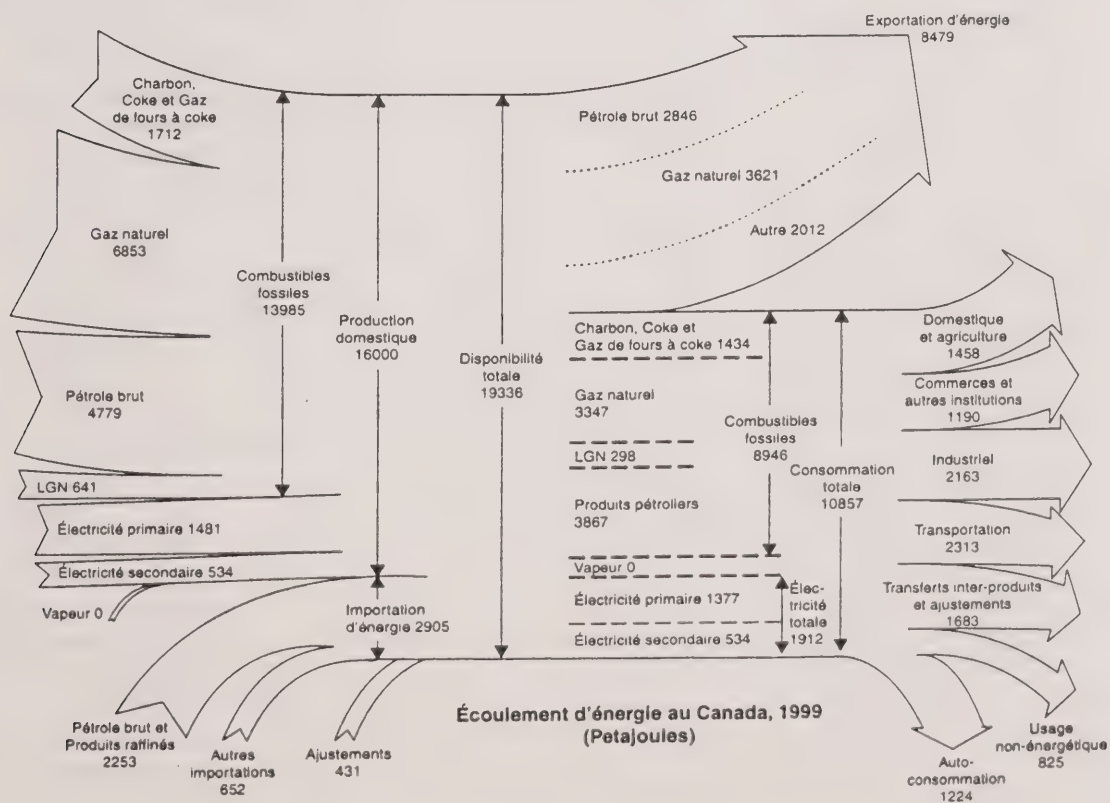 Exportation d'énergie
8479
Charbon,
Coke et Gaz
de fours à coke
1712
Gaz naturel
6853
Pétrole brut
4779
LGN 641
Électricité primaire 1481
Électricité secondaire 534
Vapeur 0
Pétrole brut et
Produits raffinés
2253
Autres
importations
652
Ajustements
431
Combustibles
fossiles
13985
Production
domestique
16000
Importation
d'énergie 2905
Disponibilité
totale
19336
Pétrole brut 2846
Gaz naturel 3621
Autre 2012
Charbon, Coke et
Gaz de fours à coke 1434
Gaz naturel
3347
LGN 298
Produits pétroliers
3867
Vapeur 0
Électricité primaire 1377
Électricité secondaire 534
Combustibles
fossiles
8946
Élec-
tricité
totale
1912
Consommation
totale
10857
Domestique
et agriculture
1458
Commerces et
autres institutions
1190
Industriel
2163
Transportation
2313
Transferts inter-produits
et ajustements
1683
Usage
non-énergétique
825
Auto-
consommation
1224
Écoulement d'énergie au Canada, 1999
(Petajoules)